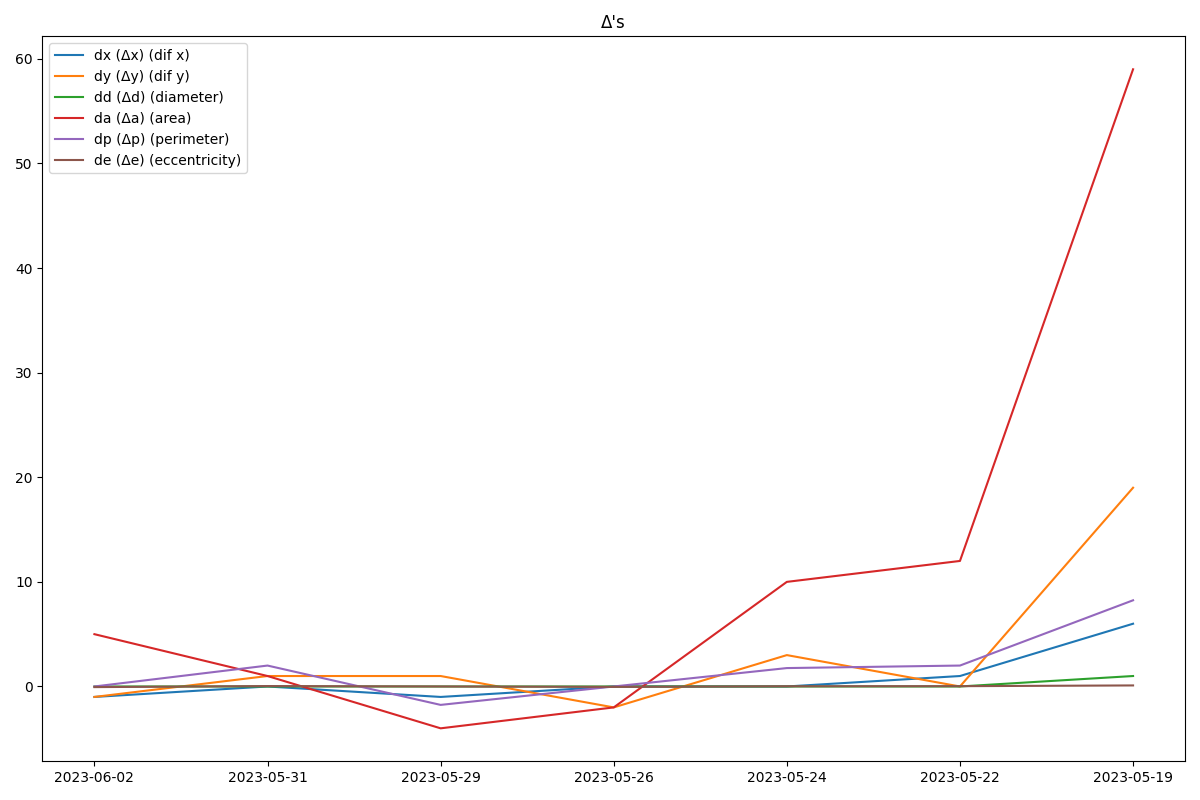 Δ's
dx (Δx) (dif x)
dy (Δy) (dif y)
dd (Δd) (diameter)
da (Δa) (area)
dp (Δp) (perimeter)
de (Δe) (eccentricity)
60
50
40
30
20
10
0
2023-06-02 2023-05-31 2023-05-29 2023-05-26 2023-05-24 2023-05-22 2023-05-19